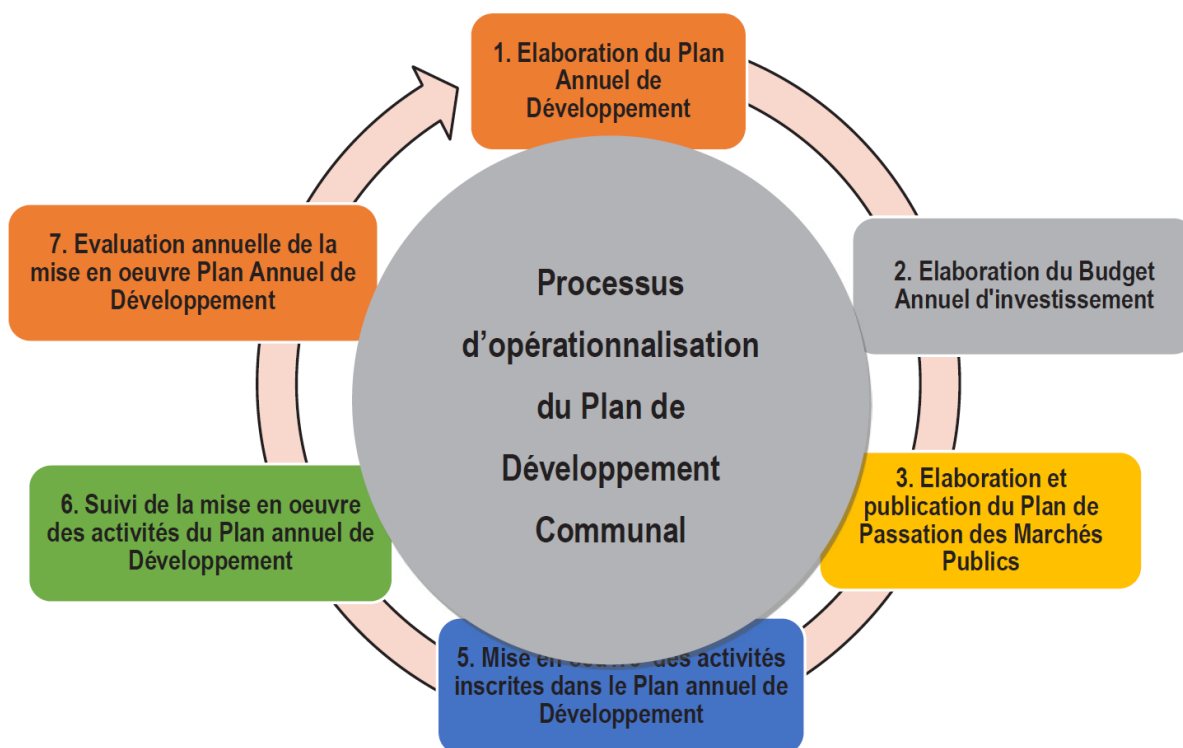 1. Elaboration du Plan
Annuel de
Développement
2. Elaboration du Budget
Annuel d'investissement
3. Elaboration et
publication du Plan de
Passation des Marchés
Publics
5. Mise en oeuvre des activités
inscrites dans le Plan annuel de
Développement
6. Suivi de la mise en oeuvre
des activités du Plan annuel de
Développement
7. Evaluation annuelle de la
mise en oeuvre Plan Annuel de
Développement
Processus
d’opérationnalisation
du Plan de
Développement
Communal